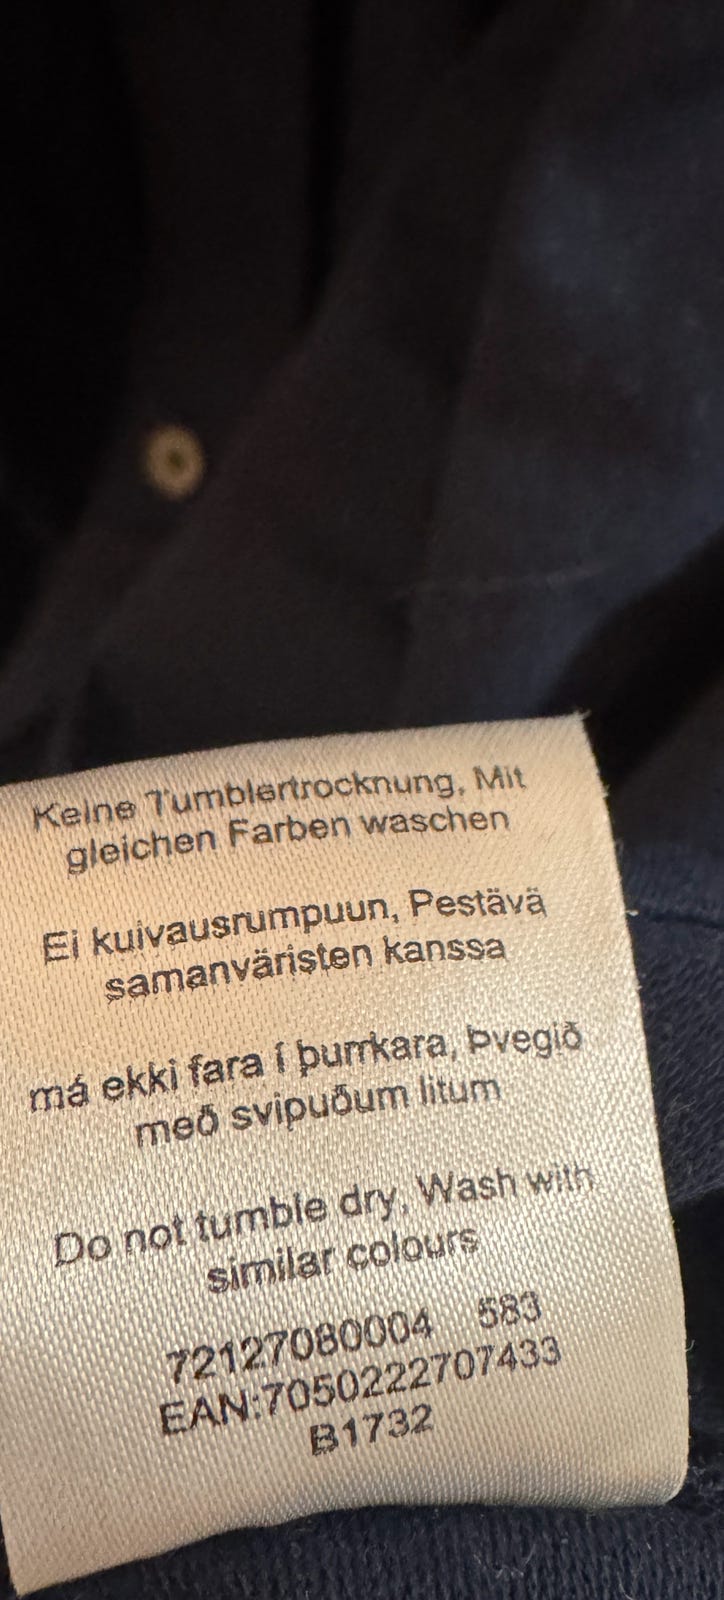 Keine Tumblertrocknung, Mit
gleichen Farben waschen
Ei kuivausrumpuun, Pestävä
samanväristen kanssa
má ekki fara í þurrkara, Þvegið
með svipuðum litum
Do not tumble dry, Wash with
similar colours
72127080004 583
EAN:7050222707433
B1732